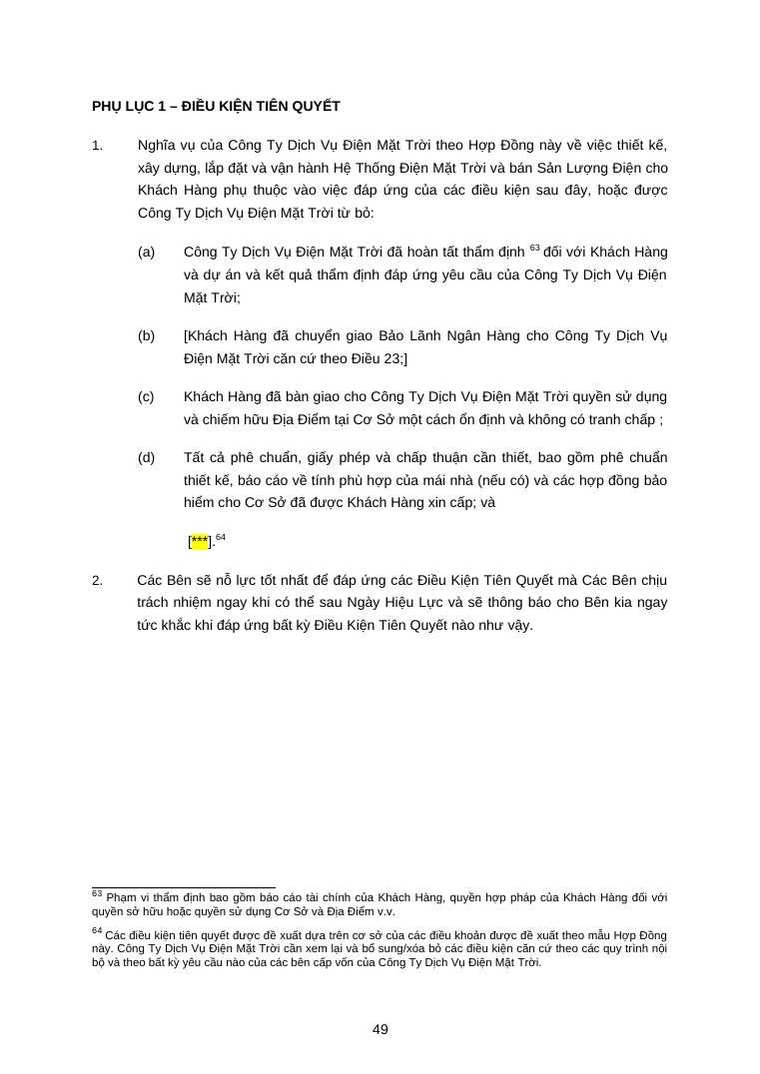 PHỤ LỤC 1 – ĐIỀU KIỆN TIÊN QUYẾT
1. Nghĩa vụ của Công Ty Dịch Vụ Điện Mặt Trời theo Hợp Đồng này về việc thiết kế,
xây dựng, lắp đặt và vận hành Hệ Thống Điện Mặt Trời và bán Sản Lượng Điện cho
Khách Hàng phụ thuộc vào việc đáp ứng của các điều kiện sau đây, hoặc được
Công Ty Dịch Vụ Điện Mặt Trời từ bỏ:
(a) Công Ty Dịch Vụ Điện Mặt Trời đã hoàn tất thẩm định 63 đối với Khách Hàng
và dự án và kết quả thẩm định đáp ứng yêu cầu của Công Ty Dịch Vụ Điện
Mặt Trời;
(b) [Khách Hàng đã chuyển giao Bảo Lãnh Ngân Hàng cho Công Ty Dịch Vụ
Điện Mặt Trời căn cứ theo Điều 23;]
(c) Khách Hàng đã bàn giao cho Công Ty Dịch Vụ Điện Mặt Trời quyền sử dụng
và chiếm hữu Địa Điểm tại Cơ Sở một cách ổn định và không có tranh chấp ;
(d) Tất cả phê chuẩn, giấy phép và chấp thuận cần thiết, bao gồm phê chuẩn
thiết kế, báo cáo về tính phù hợp của mái nhà (nếu có) và các hợp đồng bảo
hiểm cho Cơ Sở đã được Khách Hàng xin cấp; và
[***].64
2. Các Bên sẽ nỗ lực tốt nhất để đáp ứng các Điều Kiện Tiên Quyết mà Các Bên chịu
trách nhiệm ngay khi có thể sau Ngày Hiệu Lực và sẽ thông báo cho Bên kia ngay
tức khắc khi đáp ứng bất kỳ Điều Kiện Tiên Quyết nào như vậy.
63 Phạm vi thẩm định bao gồm báo cáo tài chính của Khách Hàng, quyền hợp pháp của Khách Hàng đối với
quyền sở hữu hoặc quyền sử dụng Cơ Sở và Địa Điểm v.v.
64 Các điều kiện tiên quyết được đề xuất dựa trên cơ sở của các điều khoản được đề xuất theo mẫu Hợp Đồng
này. Công Ty Dịch Vụ Điện Mặt Trời cần xem lại và bổ sung/xóa bỏ các điều kiện căn cứ theo các quy trình nội
bộ và theo bất kỳ yêu cầu nào của các bên cấp vốn của Công Ty Dịch Vụ Điện Mặt Trời.
49